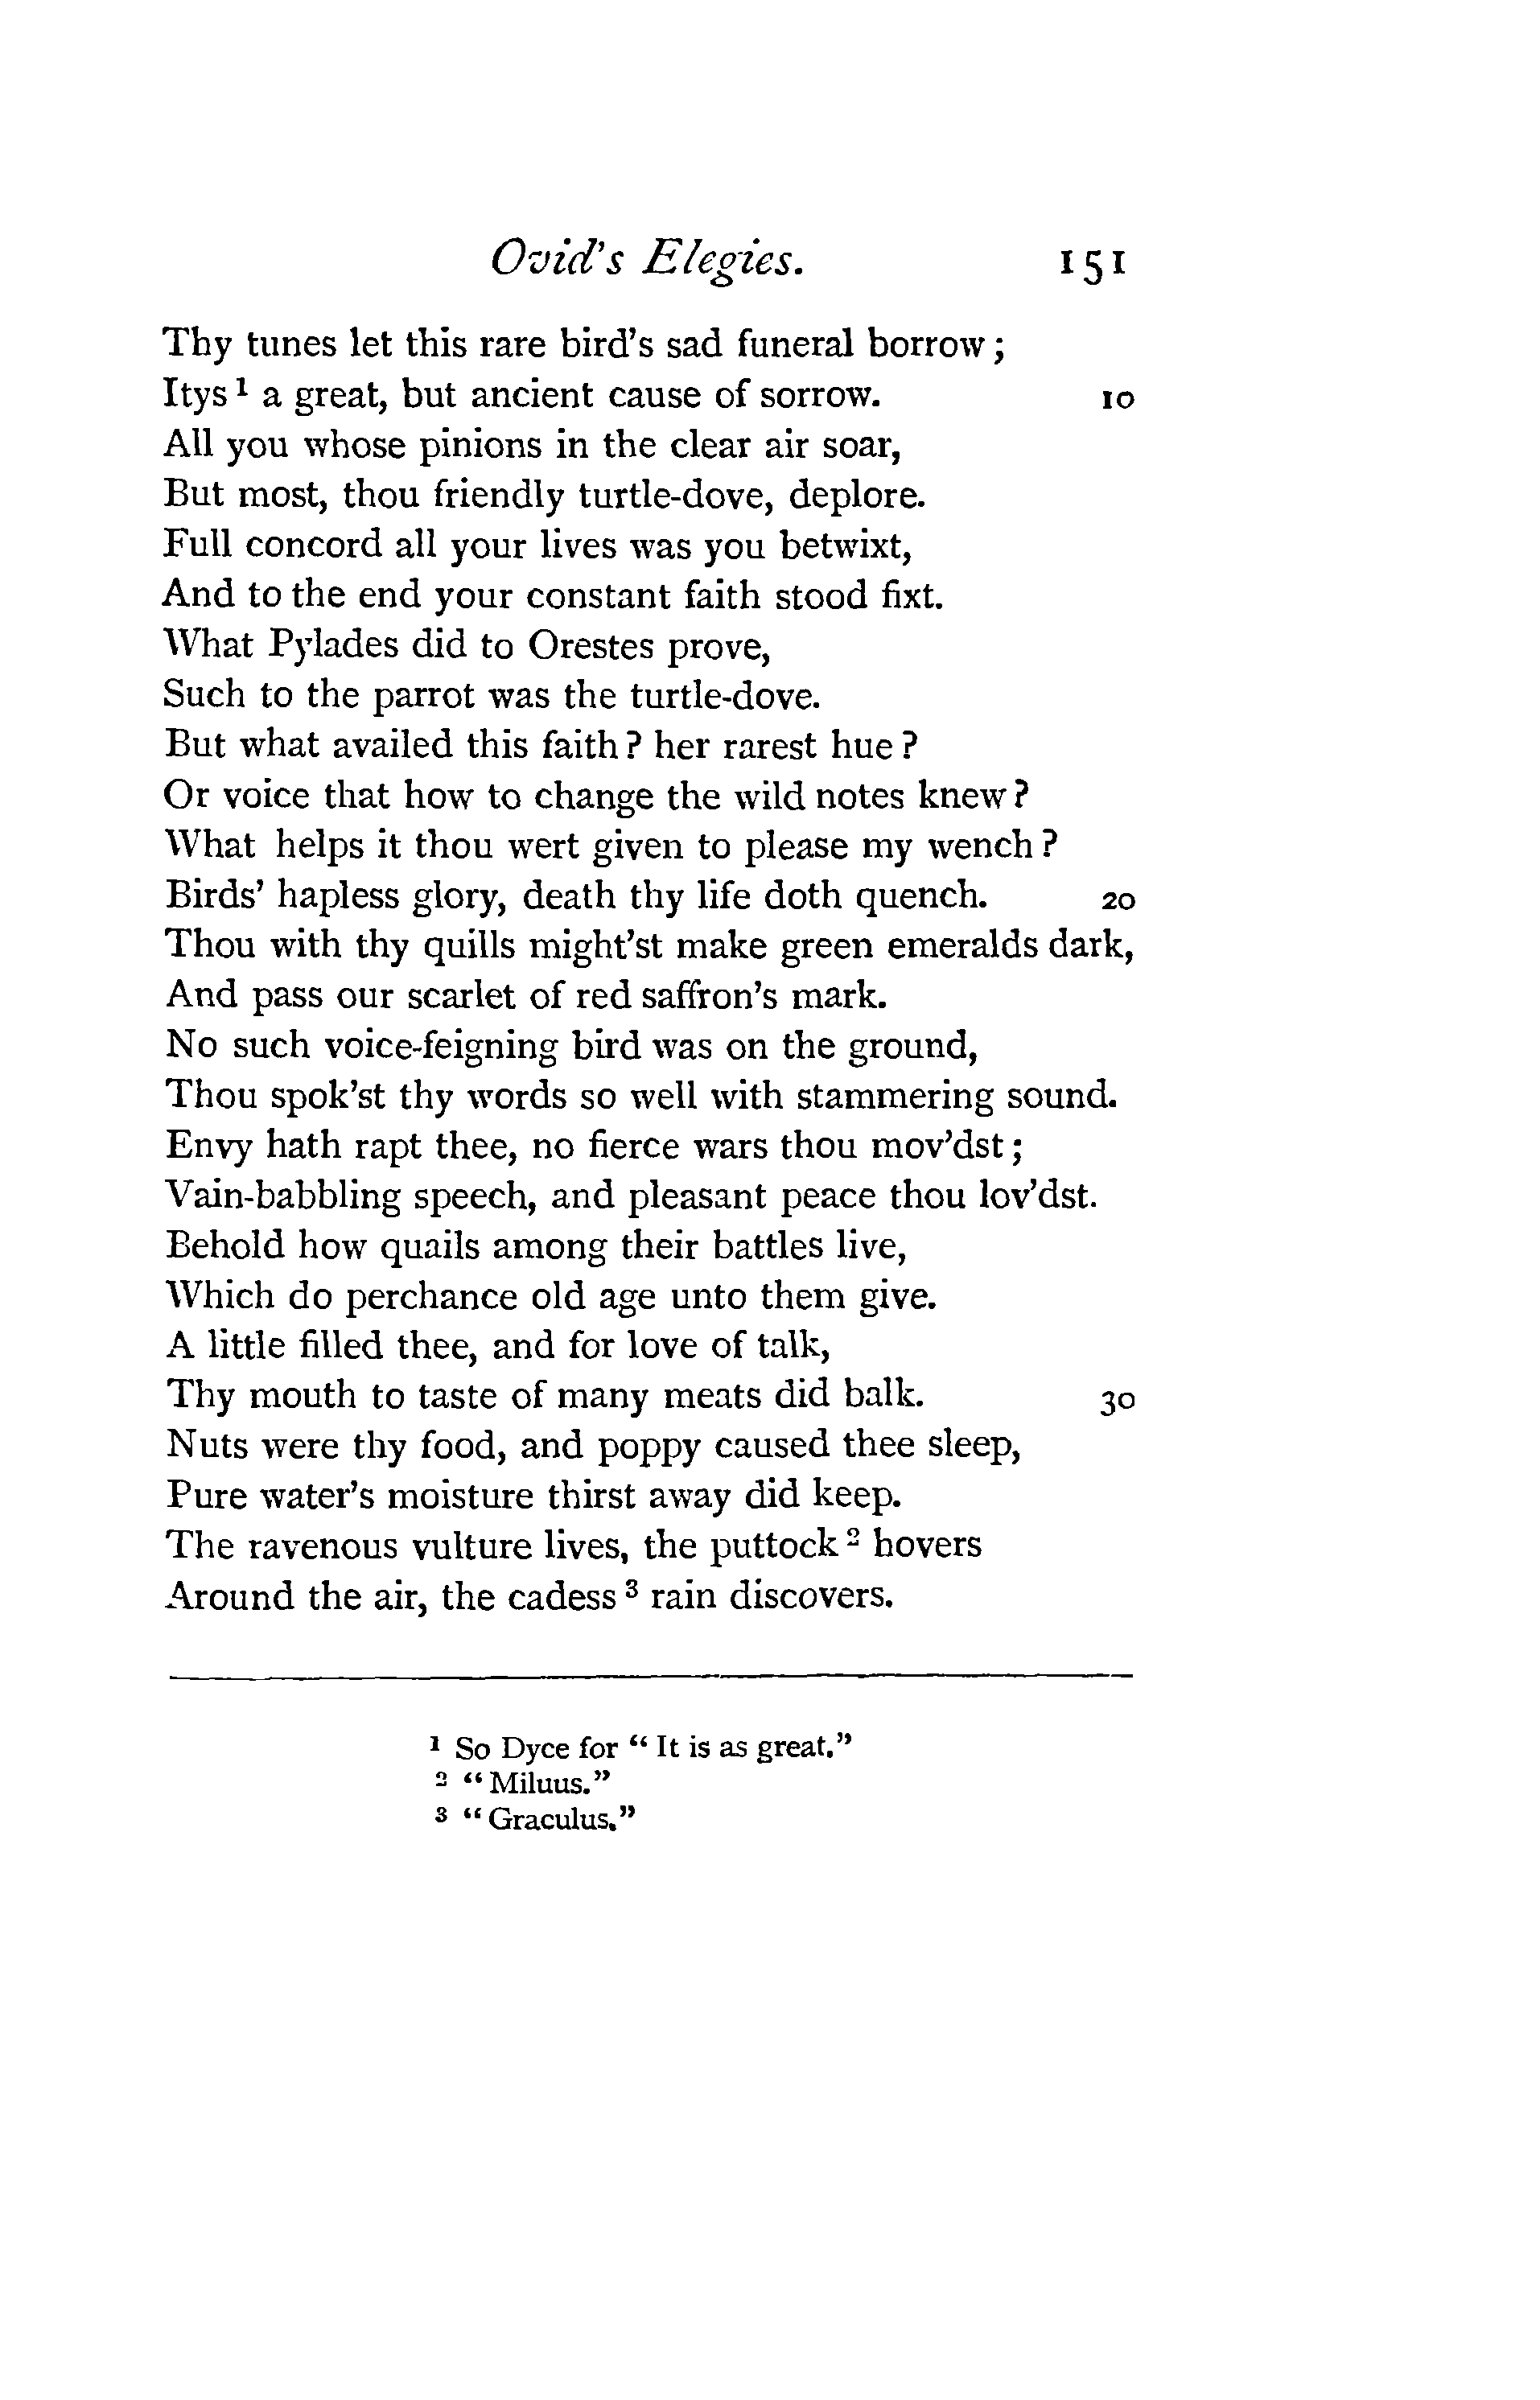 Ovid's Elegies. 151
Thy tunes let this rare bird's sad funeral borrow;
Itys¹ a great, but ancient cause of sorrow. 10
All you whose pinions in the clear air soar,
But most, thou friendly turtle-dove, deplore.
Full concord all your lives was you betwixt,
And to the end your constant faith stood fixt.
What Pylades did to Orestes prove,
Such to the parrot was the turtle-dove.
But what availed this faith? her rarest hue?
Or voice that how to change the wild notes knew?
What helps it thou wert given to please my wench?
Birds' hapless glory, death thy life doth quench. 20
Thou with thy quills might'st make green emeralds dark,
And pass our scarlet of red saffron's mark.
No such voice-feigning bird was on the ground,
Thou spok'st thy words so well with stammering sound.
Envy hath rapt thee, no fierce wars thou mov'dst;
Vain-babbling speech, and pleasant peace thou lov'dst.
Behold how quails among their battles live,
Which do perchance old age unto them give.
A little filled thee, and for love of talk,
Thy mouth to taste of many meats did balk. 30
Nuts were thy food, and poppy caused thee sleep,
Pure water's moisture thirst away did keep.
The ravenous vulture lives, the puttock² hovers
Around the air, the cadess³ rain discovers.
¹ So Dyce for "It is as great."
² "Miluus."
³ "Graculus."